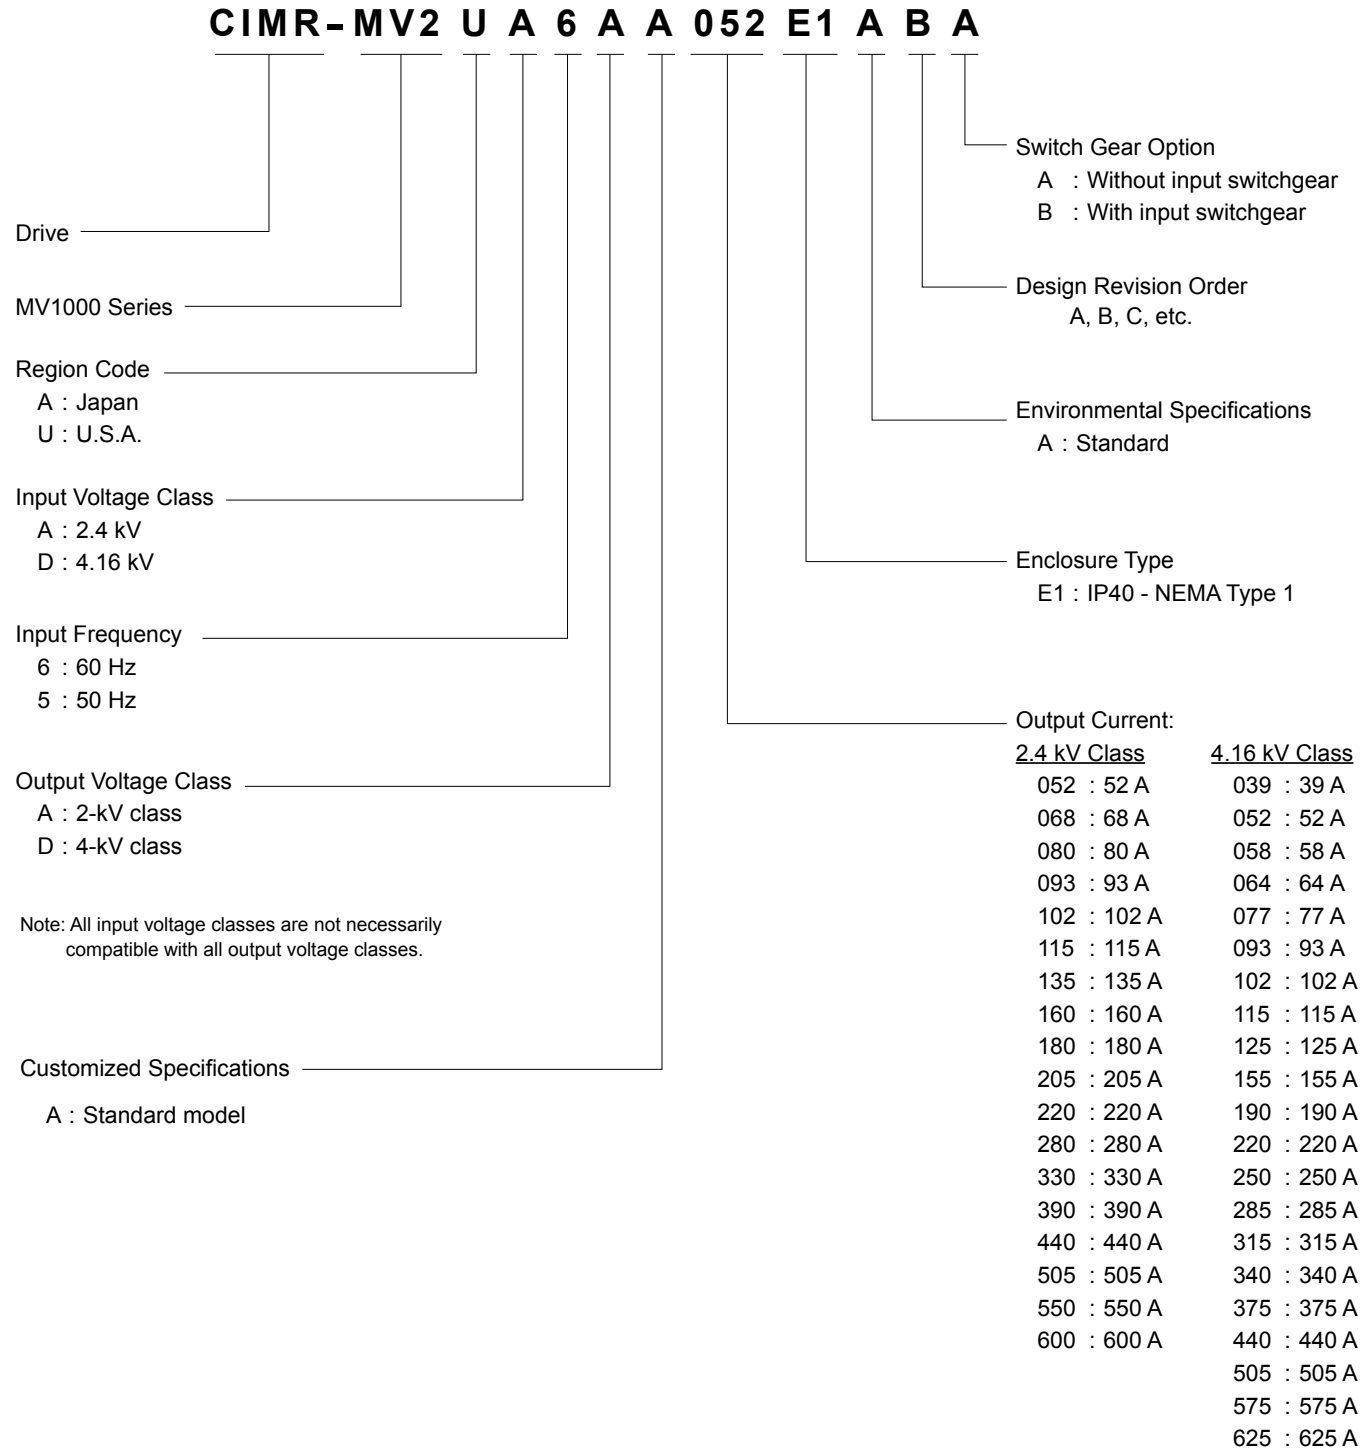 CIMR-MV2 U A 6 A A 052 E1 A B A
Drive
MV1000 Series
Region Code
A : Japan
U : U.S.A.
Input Voltage Class
A : 2.4 kV
D : 4.16 kV
Input Frequency
6 : 60 Hz
5 : 50 Hz
Output Voltage Class
A : 2-kV class
D : 4-kV class
Note: All input voltage classes are not necessarily
compatible with all output voltage classes.
Customized Specifications
A : Standard model
Switch Gear Option
A : Without input switchgear
B : With input switchgear
Design Revision Order
A, B, C, etc.
Environmental Specifications
A : Standard
Enclosure Type
E1 : IP40 - NEMA Type 1
Output Current:
2.4 kV Class 4.16 kV Class
052 : 52 A 039 : 39 A
068 : 68 A 052 : 52 A
080 : 80 A 058 : 58 A
093 : 93 A 064 : 64 A
102 : 102 A 077 : 77 A
115 : 115 A 093 : 93 A
135 : 135 A 102 : 102 A
160 : 160 A 115 : 115 A
180 : 180 A 125 : 125 A
205 : 205 A 155 : 155 A
220 : 220 A 190 : 190 A
280 : 280 A 220 : 220 A
330 : 330 A 250 : 250 A
390 : 390 A 285 : 285 A
440 : 440 A 315 : 315 A
505 : 505 A 340 : 340 A
550 : 550 A 375 : 375 A
600 : 600 A 440 : 440 A
505 : 505 A
575 : 575 A
625 : 625 A